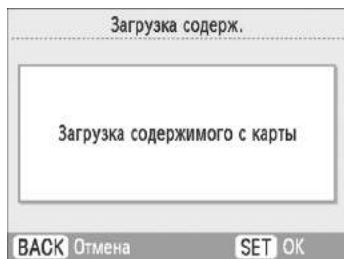 Загрузка содерж.
Загрузка содержимого с карты
BACK Отмена SET OK